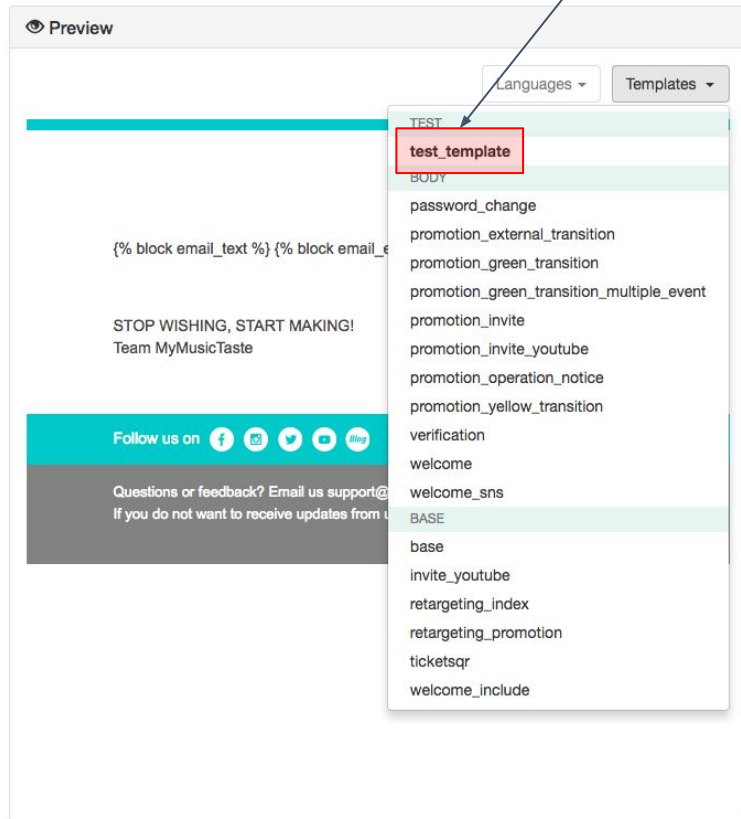 Preview
Languages
Templates
TEST
test_template
BODY
password_change
promotion_external_transition
promotion_green_transition
promotion_green_transition_multiple_event
promotion_invite
promotion_invite_youtube
promotion_operation_notice
promotion_yellow_transition
verification
welcome
welcome_sns
BASE
base
invite_youtube
retargeting_index
retargeting_promotion
ticketsqr
welcome_include
{% block email_text %} {% block email_e
STOP WISHING, START MAKING!
Team MyMusicTaste
Follow us on
Blog
Questions or feedback? Email us support@
If you do not want to receive updates from u